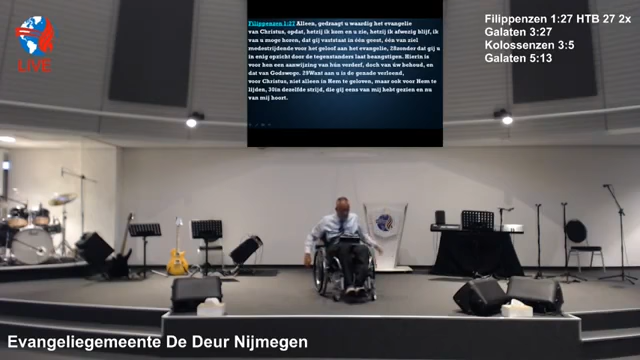 LIVE
Filippenzen 1:27 Alleen, gedraagt u waardig het evangelie
van Christus, opdat, hetzij ik kom en u zie, hetzij ik afwezig blijf, ik
van u moge horen, dat gij vaststaat in één geest, één van ziel
medestrijdende voor het geloof aan het evangelie, 28zonder dat gij u
in enig opzicht door de tegenstanders laat beangstigen. Hierin is
voor hen een aanwijzing van hún verderf, doch van úw behoud, en
dat van Godswege. 29Want aan u is de genade verleend,
voor Christus, niet alleen in Hem te geloven, maar ook voor Hem te
lijden, 30in dezelfde strijd, die gij eens van mij hebt gezien en nu
van mij hoort.
Filippenzen 1:27 HTB 27 2x
Galaten 3:27
Kolossenzen 3:5
Galaten 5:13
Evangeliegemeente De Deur Nijmegen